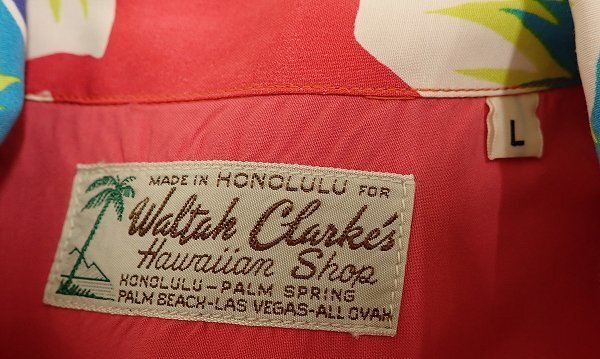 MADE IN HONOLULU FOR
Waltah Clarke's
Hawaiian Shop
HONOLULU - PALM SPRING
PALM BEACH - LAS VEGAS - ALL OVAH
L